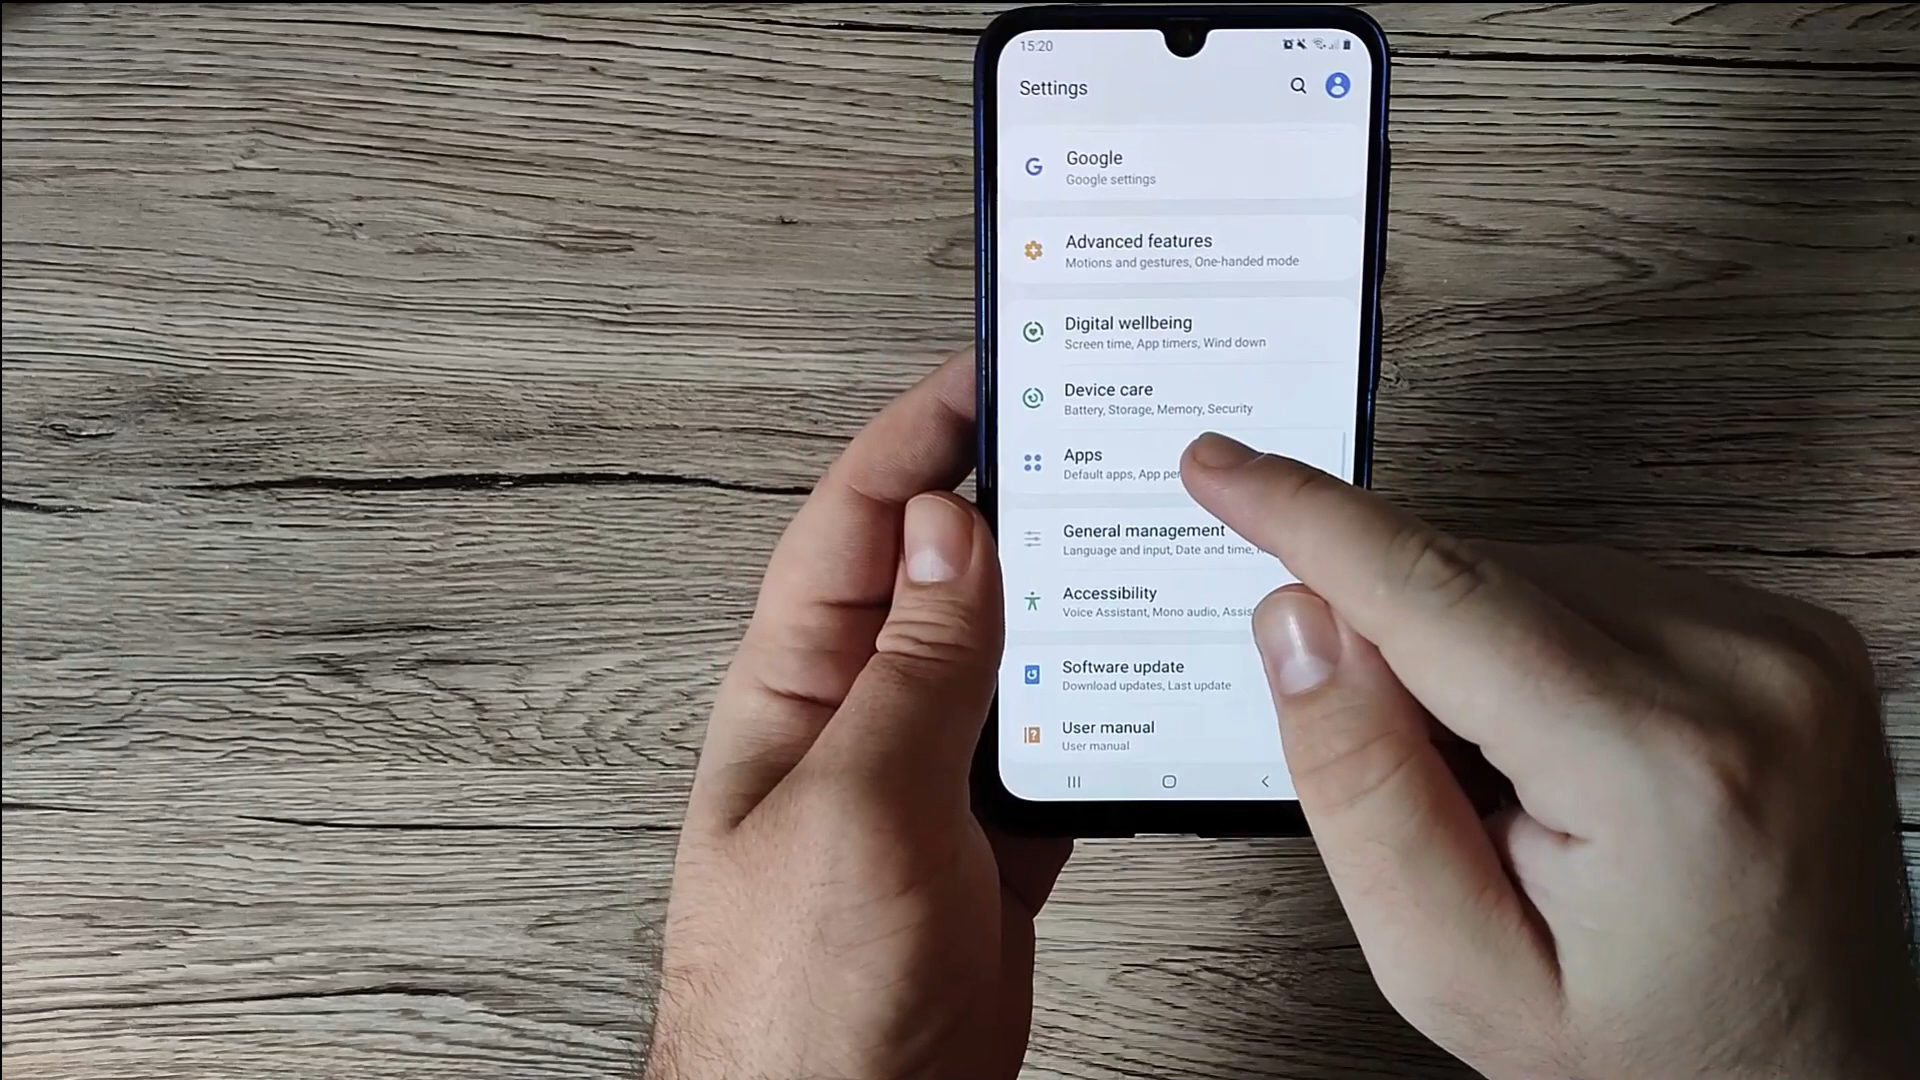 15:20
Settings
Google
Google settings
Advanced features
Motions and gestures, One-handed mode
Digital wellbeing
Screen time, App timers, Wind down
Device care
Battery, Storage, Memory, Security
Apps
Default apps, App
General management
Language and input, Date and time,
Accessibility
Voice Assistant, Mono audio,
Software update
Download updates, Last update
User manual
User manual